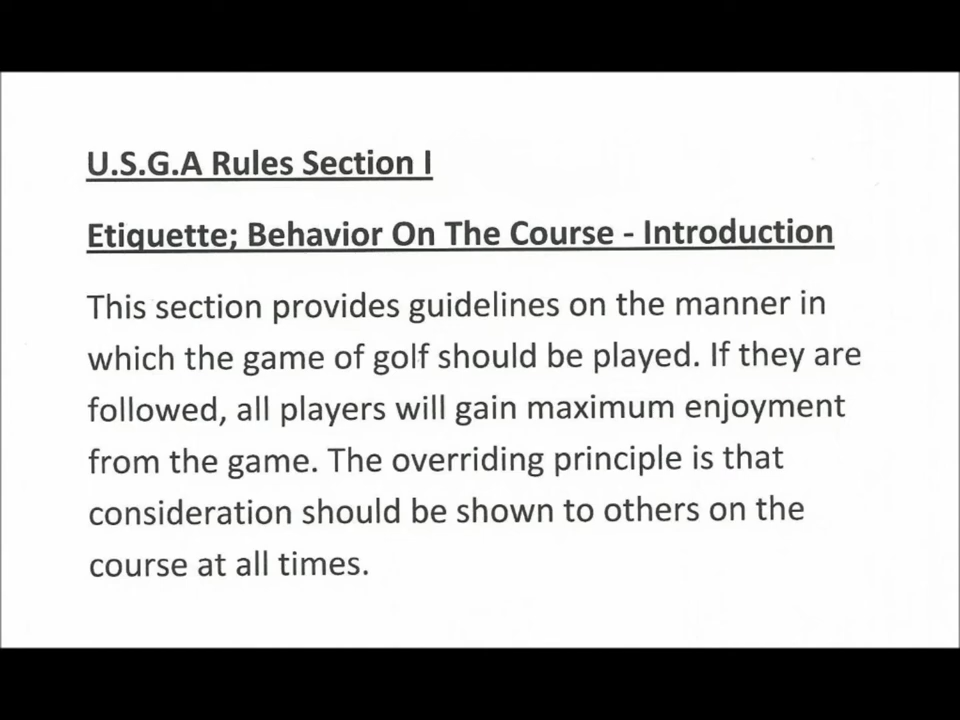 U.S.G.A Rules Section I
Etiquette; Behavior On The Course - Introduction
This section provides guidelines on the manner in
which the game of golf should be played. If they are
followed, all players will gain maximum enjoyment
from the game. The overriding principle is that
consideration should be shown to others on the
course at all times.